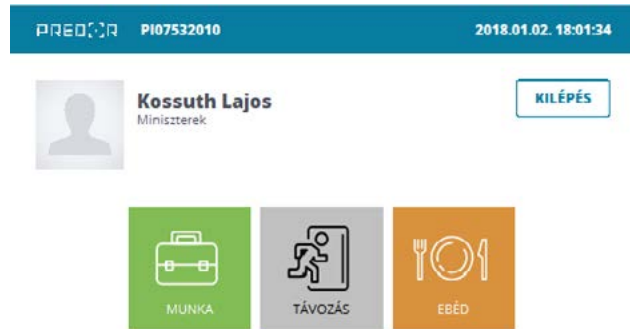 PREDOR PI07532010 2018.01.02. 18:01:34
Kossuth Lajos
Miniszterek
KILÉPÉS
MUNKA TÁVOZÁS EBÉD